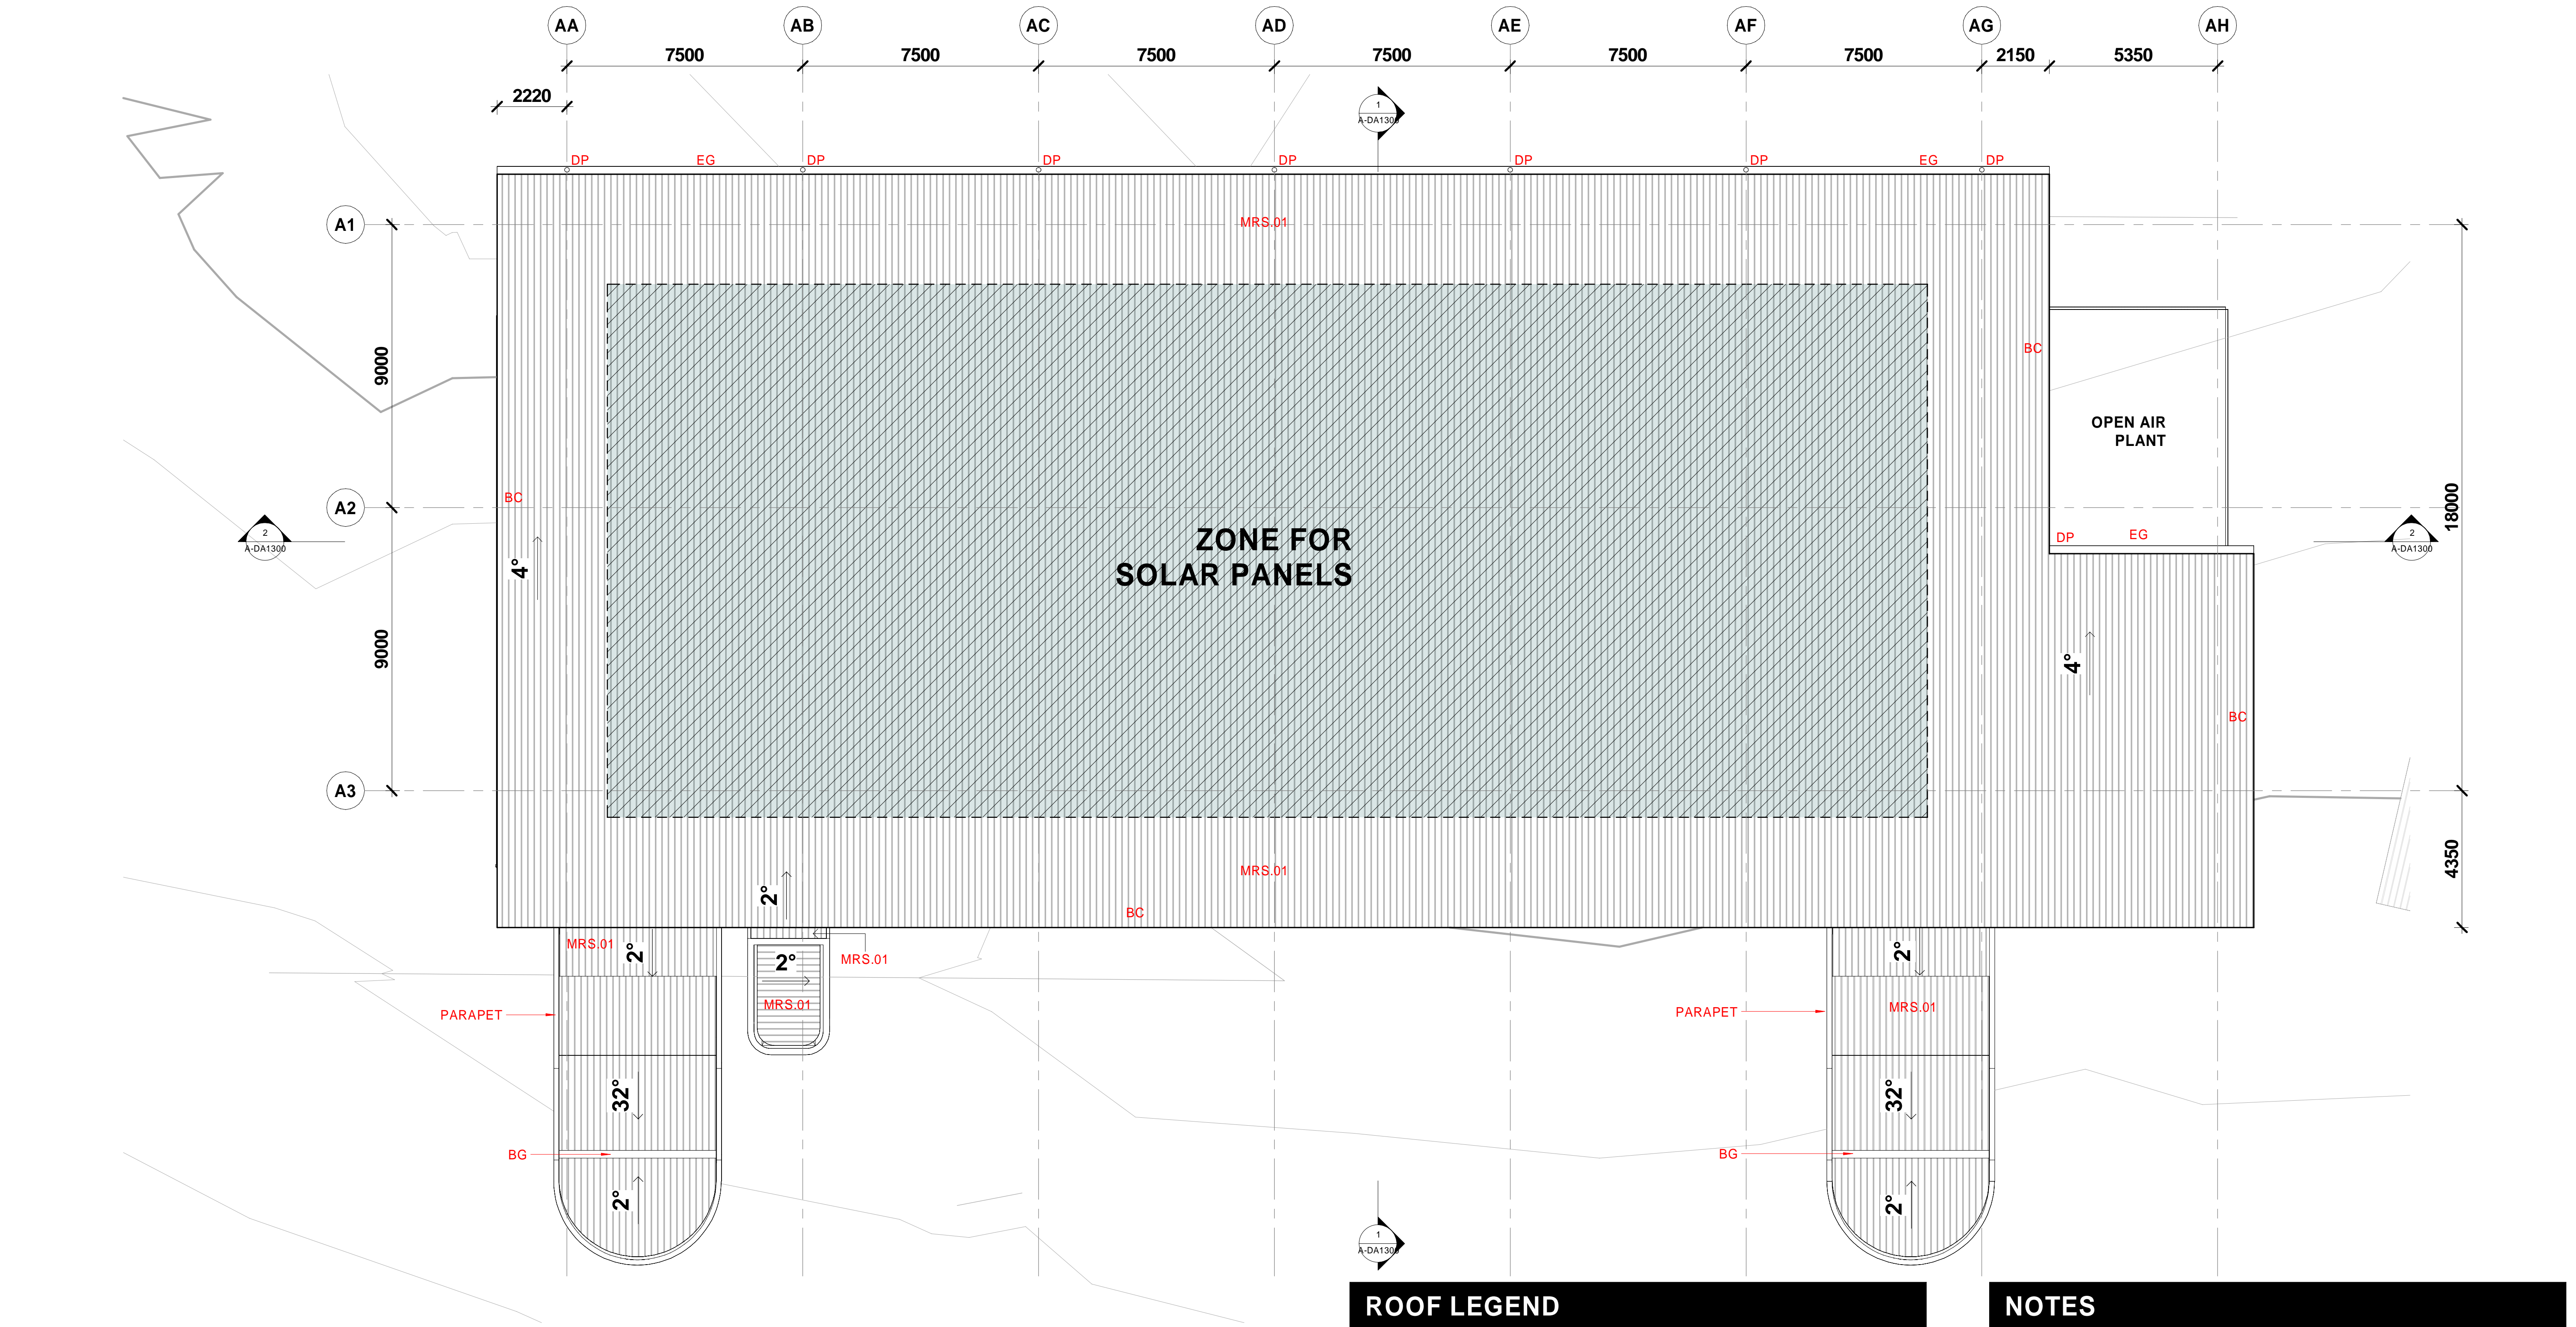 AA AB AC AD AE AF AG AH
7500 7500 7500 7500 7500 7500 2150 5350
2220
1
A-DA1300
DP EG DP DP DP DP DP EG DP
A1
MRS.01
9000
BC
OPEN AIR
PLANT
BC
A2
18000
2
A-DA1300
ZONE FOR
SOLAR PANELS
DP EG
2
A-DA1300
4°
9000
4°
BC
A3
MRS.01
4350
2°
BC
MRS.01
2°
2°
MRS.01
2°
MRS.01
PARAPET
PARAPET
MRS.01
32°
32°
BG
BG
2°
2°
1
A-DA1300
ROOF LEGEND
NOTES